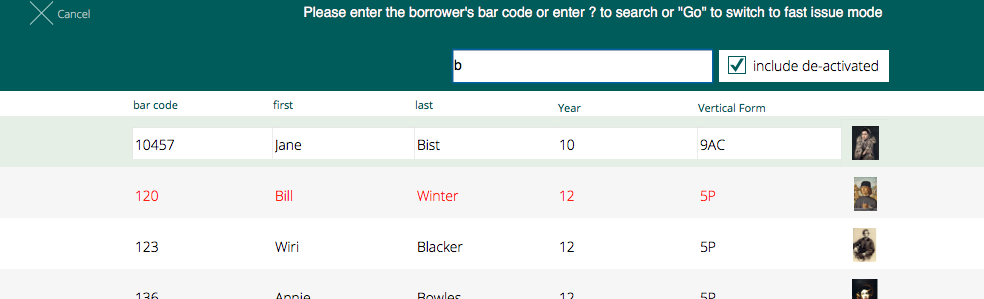 Cancel
Please enter the borrower's bar code or enter ? to search or "Go" to switch to fast issue mode
b
include de-activated
bar code first last Year Vertical Form
10457 Jane Bist 10 9AC
120 Bill Winter 12 5P
123 Wiri Blacker 12 5P
136 Annie Bowles 12 5P